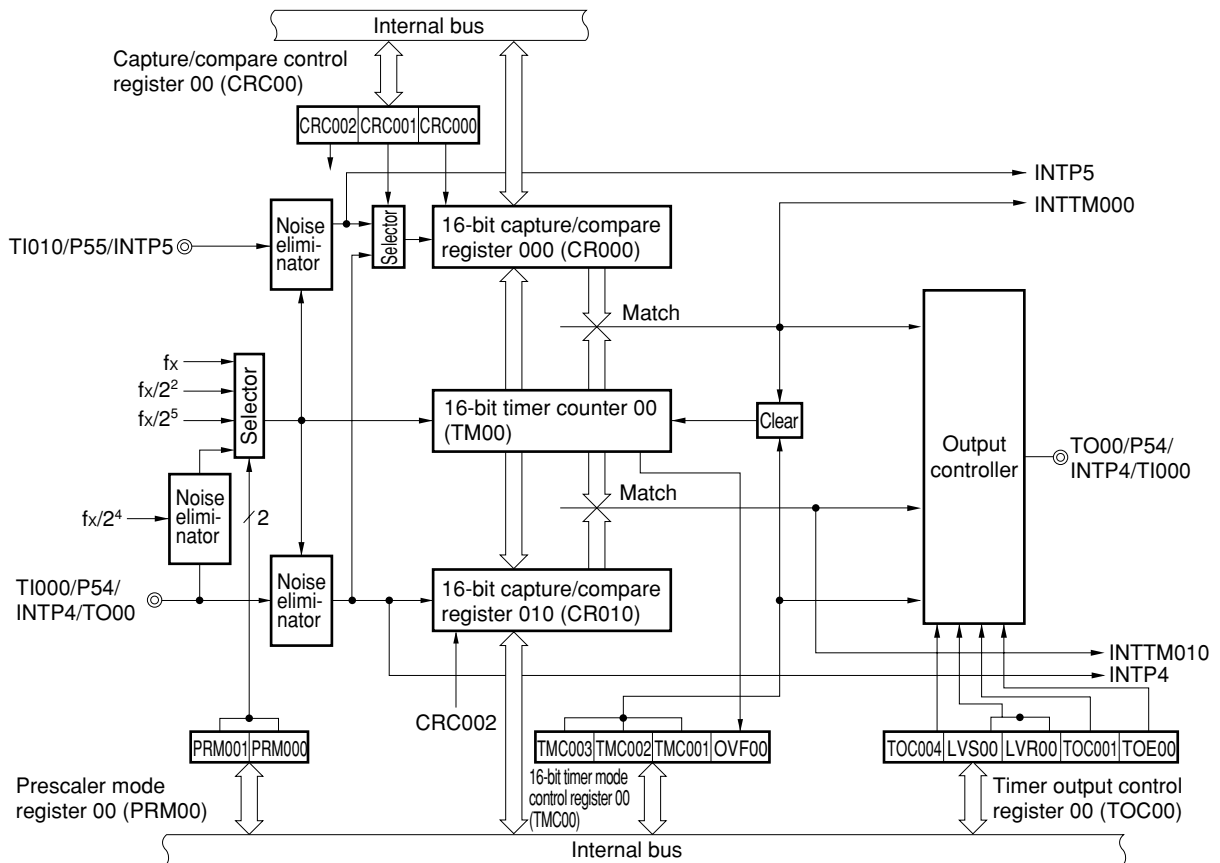 Internal bus
Capture/compare control
register 00 (CRC00)
CRC002 CRC001 CRC000
INTP5
INTTM000
TI010/P55/INTP5
Noise
elimi-
nator
Selector
16-bit capture/compare
register 000 (CR000)
Match
fx
fx/2²
fx/2⁵
Selector
16-bit timer counter 00
(TM00)
Clear
Output
controller
TO00/P54/
INTP4/TI000
fx/2⁴
Noise
elimi-
nator
2
Match
TI000/P54/
INTP4/TO00
Noise
elimi-
nator
16-bit capture/compare
register 010 (CR010)
INTTM010
INTP4
CRC002
PRM001 PRM000
TMC003 TMC002 TMC001 OVF00
TOC004 LVS00 LVR00 TOC001 TOE00
Prescaler mode
register 00 (PRM00)
16-bit timer mode
control register 00
(TMC00)
Timer output control
register 00 (TOC00)
Internal bus